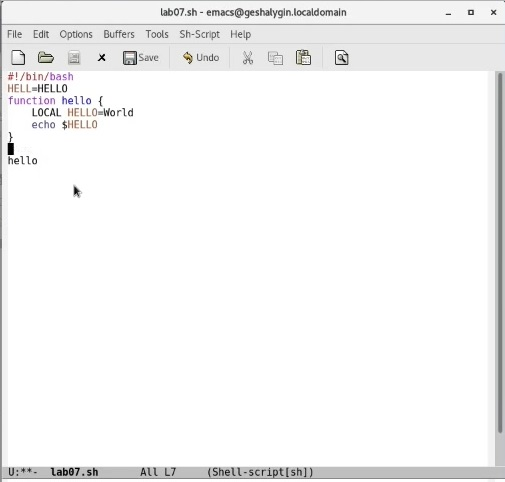 lab07.sh - emacs@geshalygin.localdomain
File Edit Options Buffers Tools Sh-Script Help
Save Undo
#!/bin/bash
HELL=HELLO
function hello {
    LOCAL HELLO=World
    echo $HELLO
}
hello
U:**-  lab07.sh       All L7     (Shell-script[sh])